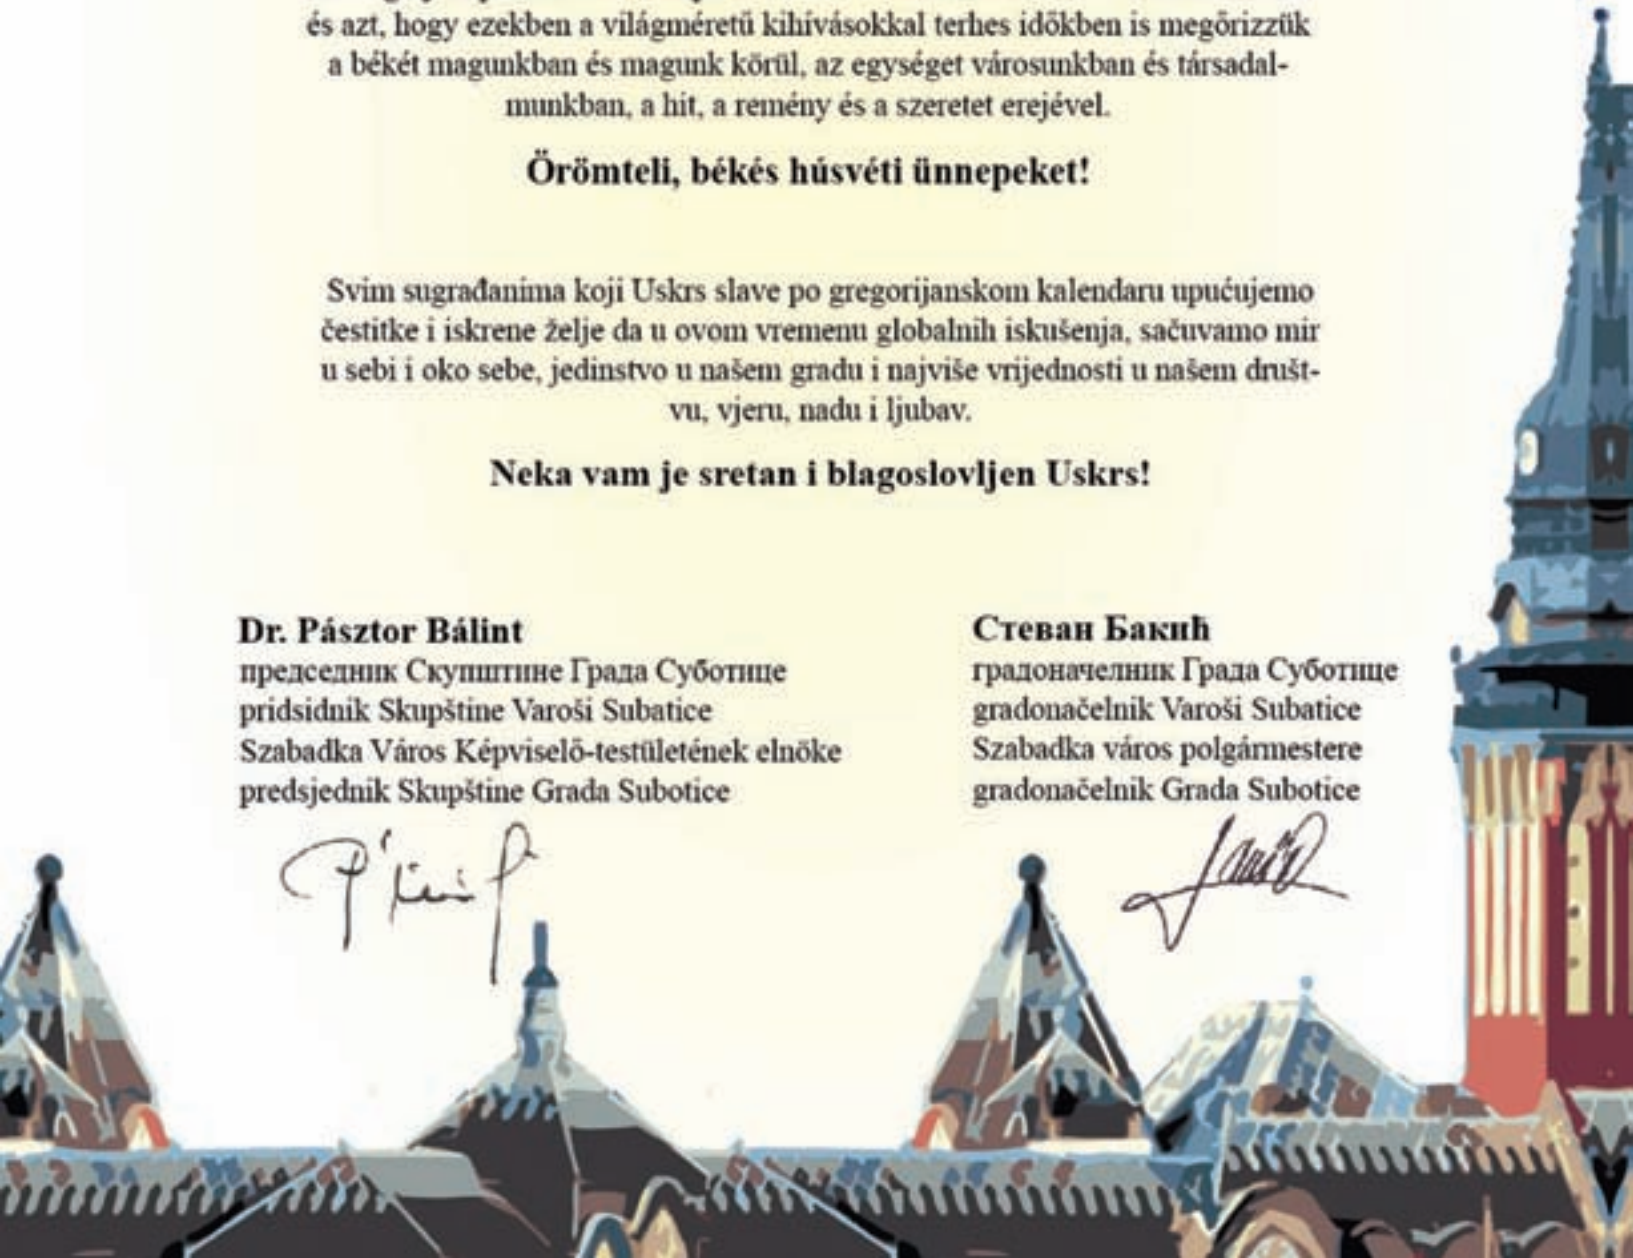 és azt, hogy ezekben a világméretű kihívásokkal terhes időkben is megőrizzük
a békét magunkban és magunk körül, az egységet városunkban és társadal-
munkban, a hit, a remény és a szeretet erejével.
Örömteli, békés húsvéti ünnepeket!
Svim sugrađanima koji Uskrs slave po gregorijanskom kalendaru upućujemo
čestitke i iskrene želje da u ovom vremenu globalnih iskušenja, sačuvamo mir
u sebi i oko sebe, jedinstvo u našem gradu i najviše vrijednosti u našem društ-
vu, vjeru, nadu i ljubav.
Neka vam je sretan i blagoslovljen Uskrs!
Dr. Pásztor Bálint
председник Скупштине Града Суботице
pridsidnik Skupštine Varoši Subatice
Szabadka Város Képviselő-testületének elnöke
predsjednik Skupštine Grada Subotice
Стеван Бакић
градоначелник Града Суботице
gradonačelnik Varoši Subatice
Szabadka város polgármestere
gradonačelnik Grada Subotice